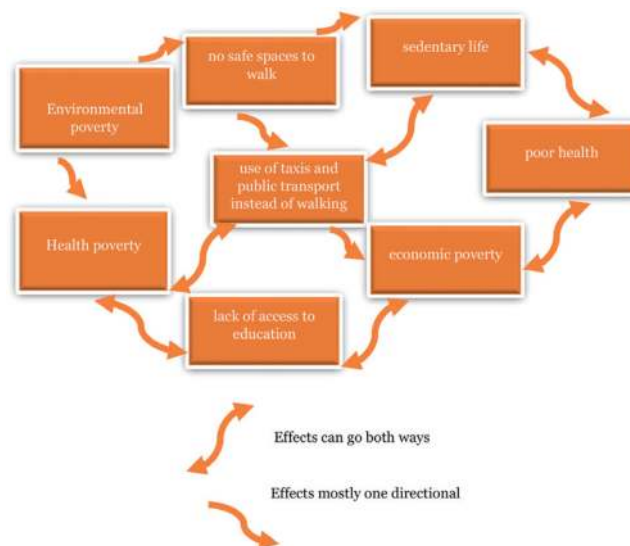 no safe spaces to
walk
sedentary life
Environmental
poverty
poor health
use of taxis and
public transport
instead of walking
Health poverty
economic poverty
lack of access to
education
Effects can go both ways
Effects mostly one directional